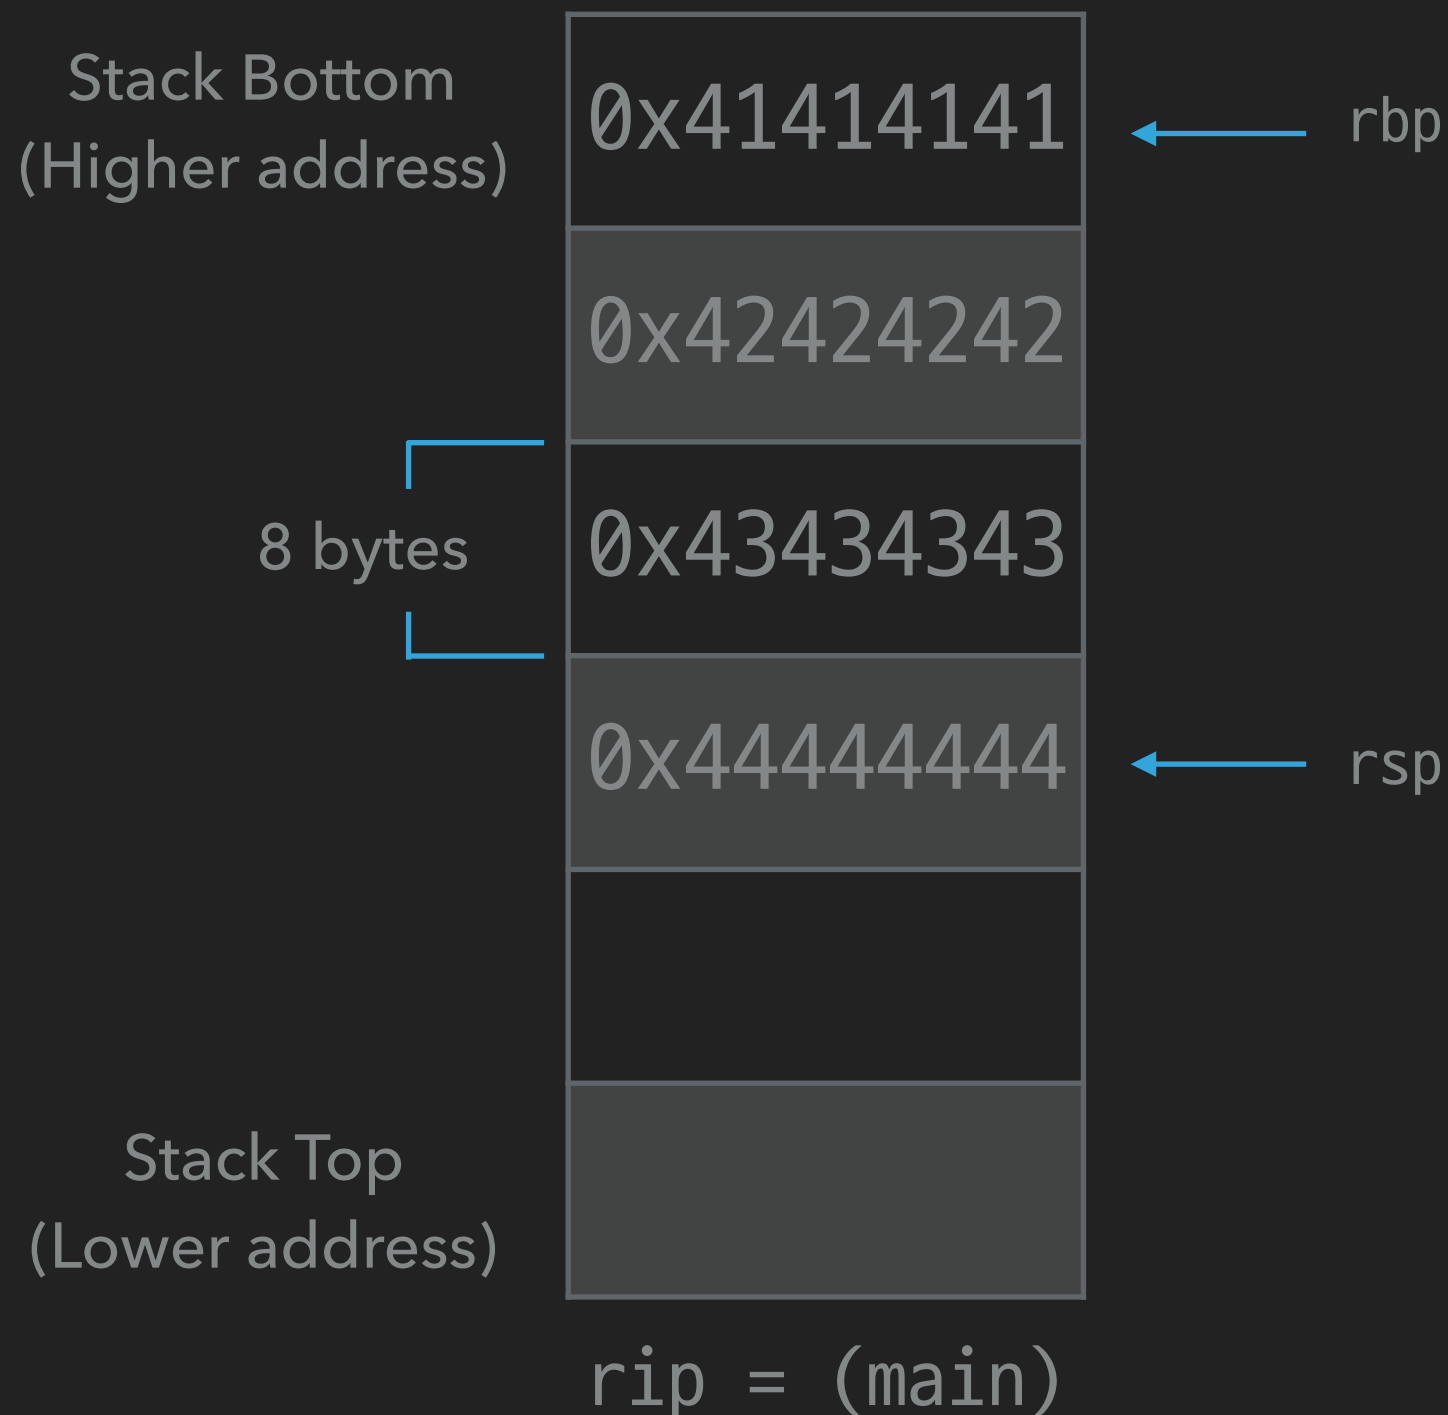 Stack Bottom
(Higher address)
0x41414141
rbp
0x42424242
8 bytes
0x43434343
0x44444444
rsp
Stack Top
(Lower address)
rip = (main)